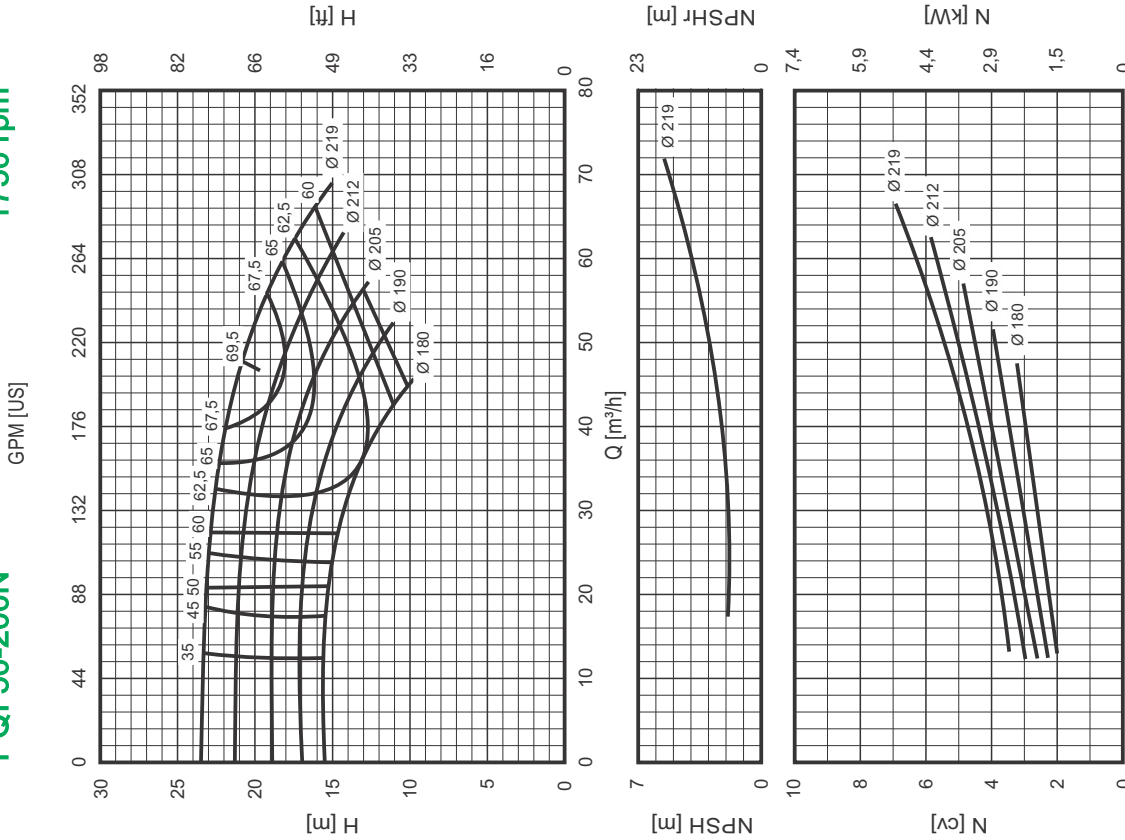 1750 rpm
GPM [US]
0 44 88 132 176 220 264 308 352
H [m]
0 5 10 15 20 25 30
H [ft]
0 16 33 49 66 82 98
35
45
50
55
60
62,5
65
67,5
69,5
67,5
65
62,5
60
Ø 219
Ø 212
Ø 205
Ø 190
Ø 180
0 10 20 30 40 50 60 70 80
Q [m³/h]
NPSH [m]
7
0
NPSHr [m]
23
0
Ø 219
N [cv]
0 2 4 6 8 10
N [kW]
1,5 2,9 4,4 5,9 7,4
0
Ø 219
Ø 212
Ø 205
Ø 190
Ø 180